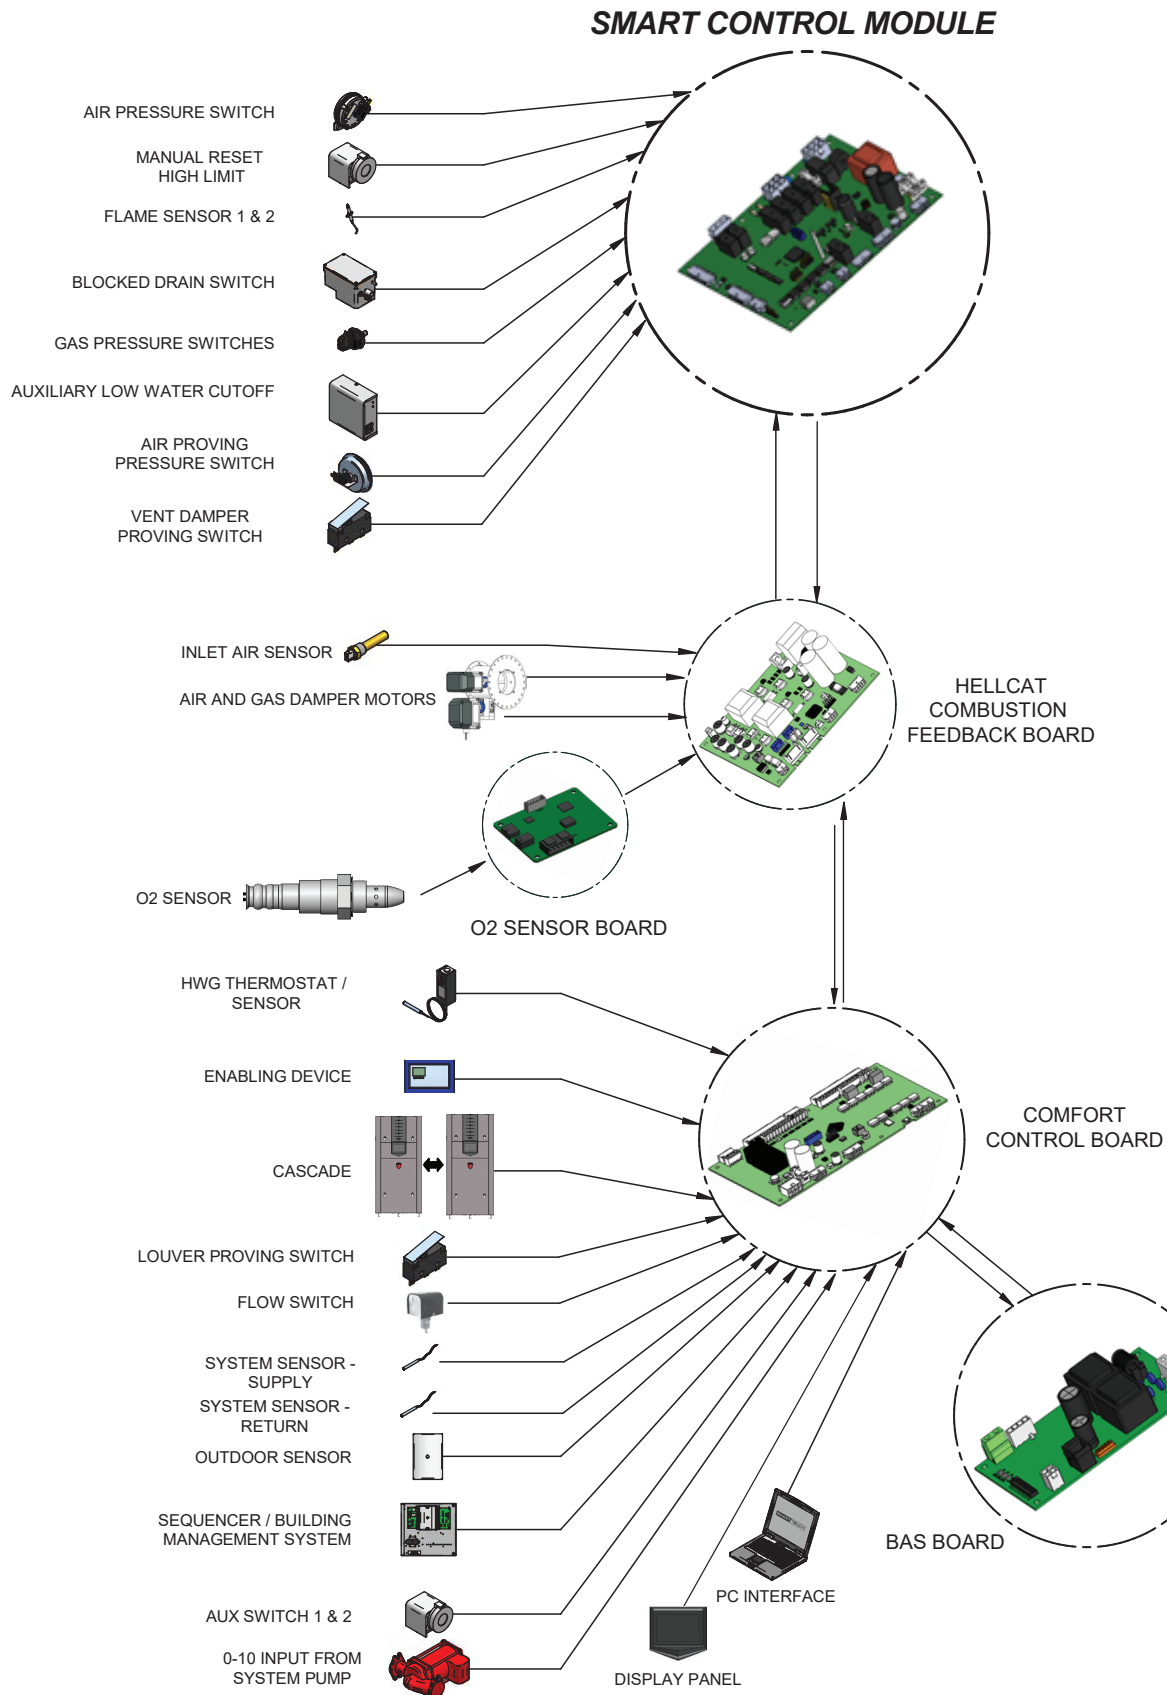 SMART CONTROL MODULE
AIR PRESSURE SWITCH
MANUAL RESET
HIGH LIMIT
FLAME SENSOR 1 & 2
BLOCKED DRAIN SWITCH
GAS PRESSURE SWITCHES
AUXILIARY LOW WATER CUTOFF
AIR PROVING
PRESSURE SWITCH
VENT DAMPER
PROVING SWITCH
INLET AIR SENSOR
AIR AND GAS DAMPER MOTORS
HELLCAT
COMBUSTION
FEEDBACK BOARD
O2 SENSOR
O2 SENSOR BOARD
HWG THERMOSTAT /
SENSOR
ENABLING DEVICE
CASCADE
COMFORT
CONTROL BOARD
LOUVER PROVING SWITCH
FLOW SWITCH
SYSTEM SENSOR -
SUPPLY
SYSTEM SENSOR -
RETURN
OUTDOOR SENSOR
SEQUENCER / BUILDING
MANAGEMENT SYSTEM
BAS BOARD
PC INTERFACE
AUX SWITCH 1 & 2
0-10 INPUT FROM
SYSTEM PUMP
DISPLAY PANEL